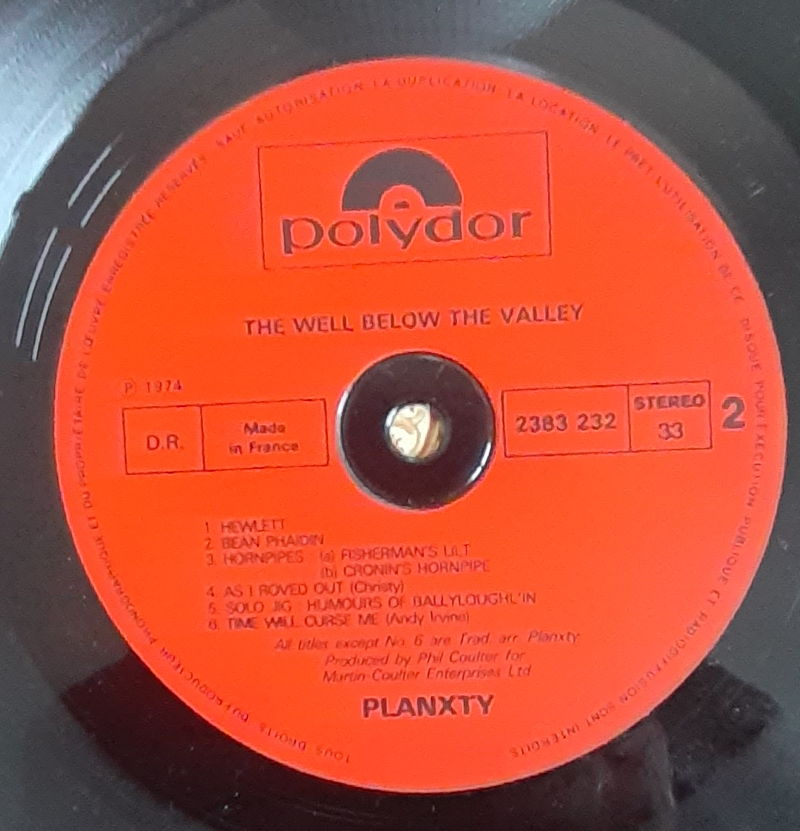 polydor
THE WELL BELOW THE VALLEY
℗ 1974
D.R.
Made
in France
2383 232
STEREO
33
2
1. HEWLETT
2. BEAN PHAIDIN
3. HORNPIPES : (a) FISHERMAN'S LILT
(b) CRONIN'S HORNPIPE
4. AS I ROVED OUT (Christy)
5. SOLO JIG : HUMOURS OF BALLYLOUGHL'IN
6. TIME WILL CURSE ME (Andy Irvine)
All titles except No. 6 are Trad. arr. Planxty
Produced by Phil Coulter for
Martin-Coulter Enterprises Ltd
PLANXTY
TOUS DROITS DU PRODUCTEUR PHONOGRAPHIQUE ET DU PROPRIÉTAIRE DE L'ŒUVRE ENREGISTRÉE RÉSERVÉS. SAUF AUTORISATION LA DUPLICATION, LA LOCATION, LE PRÊT, L'UTILISATION DE CE DISQUE POUR EXÉCUTION PUBLIQUE ET RADIODIFFUSION SONT INTERDITS